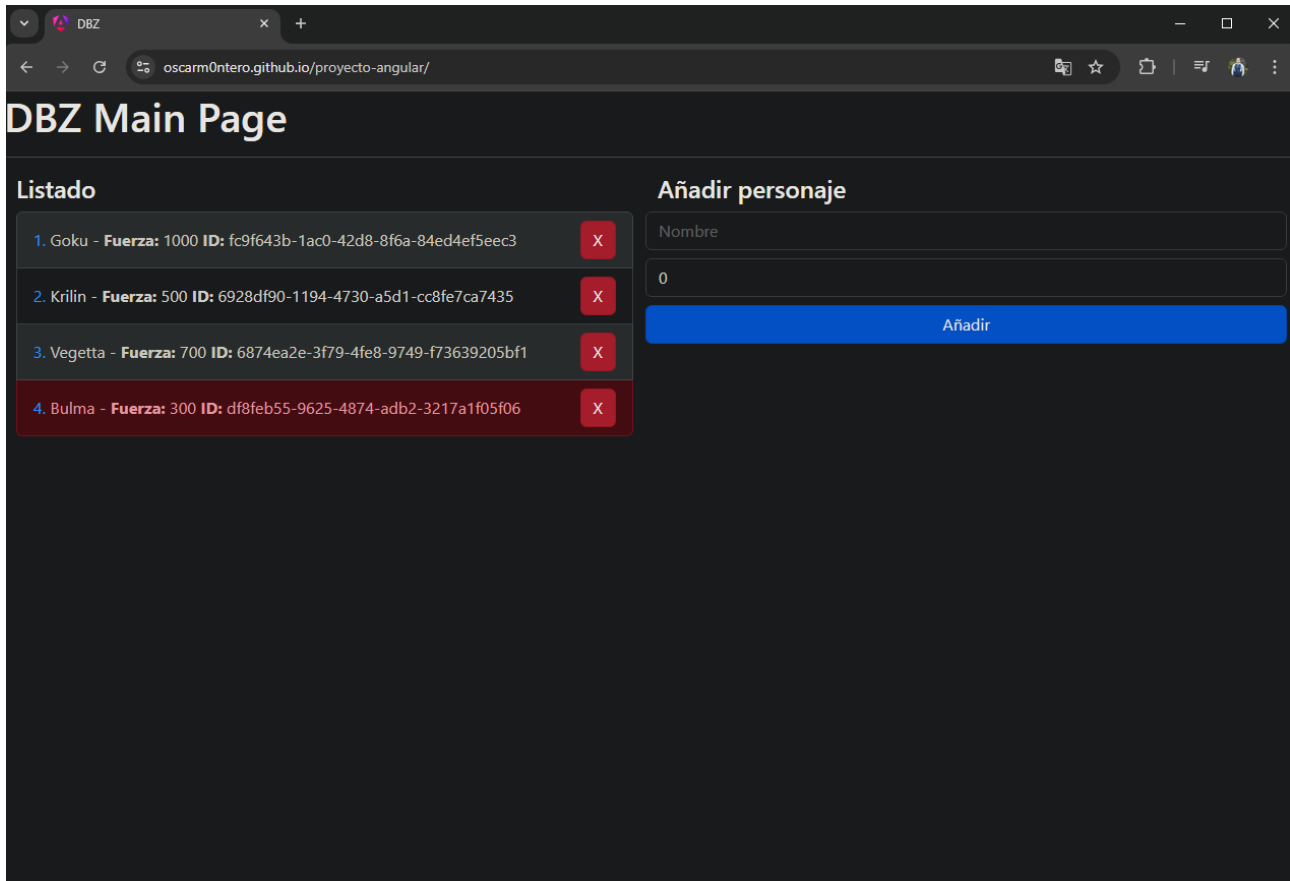 DBZ
oscarm0ntero.github.io/proyecto-angular/
DBZ Main Page
Listado
1. Goku - Fuerza: 1000 ID: fc9f643b-1ac0-42d8-8f6a-84ed4ef5eec3
X
2. Krilin - Fuerza: 500 ID: 6928df90-1194-4730-a5d1-cc8fe7ca7435
X
3. Vegetta - Fuerza: 700 ID: 6874ea2e-3f79-4fe8-9749-f73639205bf1
X
4. Bulma - Fuerza: 300 ID: df8feb55-9625-4874-adb2-3217a1f05f06
X
Añadir personaje
Nombre
0
Añadir